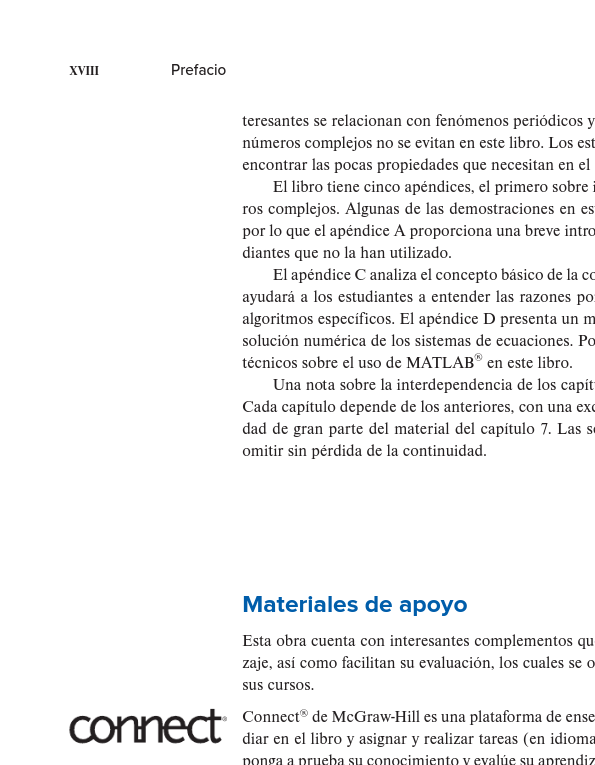 XVIII Prefacio
teresantes se relacionan con fenómenos periódicos y
números complejos no se evitan en este libro. Los est
encontrar las pocas propiedades que necesitan en el
El libro tiene cinco apéndices, el primero sobre i
ros complejos. Algunas de las demostraciones en es
por lo que el apéndice A proporciona una breve intro
diantes que no la han utilizado.
El apéndice C analiza el concepto básico de la co
ayudará a los estudiantes a entender las razones po
algoritmos específicos. El apéndice D presenta un m
solución numérica de los sistemas de ecuaciones. Po
técnicos sobre el uso de MATLAB® en este libro.
Una nota sobre la interdependencia de los capít
Cada capítulo depende de los anteriores, con una exc
dad de gran parte del material del capítulo 7. Las s
omitir sin pérdida de la continuidad.
Materiales de apoyo
Esta obra cuenta con interesantes complementos qu
zaje, así como facilitan su evaluación, los cuales se o
sus cursos.
connect®
Connect® de McGraw-Hill es una plataforma de ense
diar en el libro y asignar y realizar tareas (en idioma
ponga a prueba su conocimiento y evalúe su aprendiz